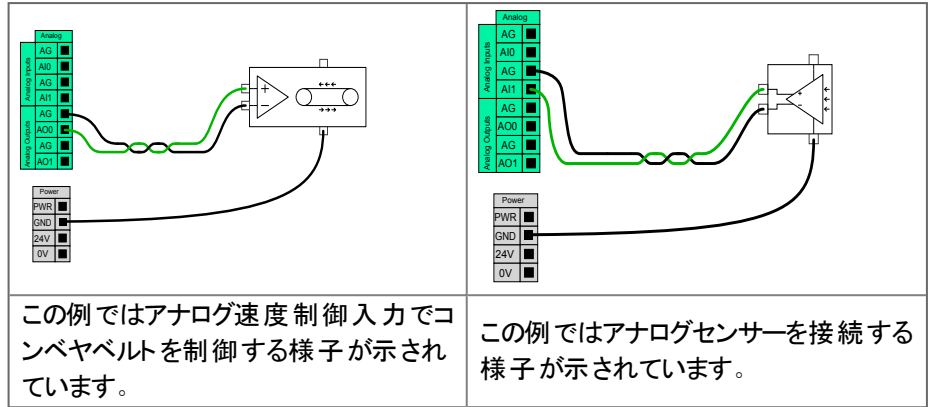 Analog
Analog Inputs
AG
AI0
AG
AI1
Analog Outputs
AG
AO0
AG
AO1
Power
PWR
GND
24V
0V
この例ではアナログ速度制御入力でコ
ンベヤベルトを制御する様子が示され
ています。
Analog
Analog Inputs
AG
AI0
AG
AI1
Analog Outputs
AG
AO0
AG
AO1
Power
PWR
GND
24V
0V
この例ではアナログセンサーを接続する
様子が示されています。